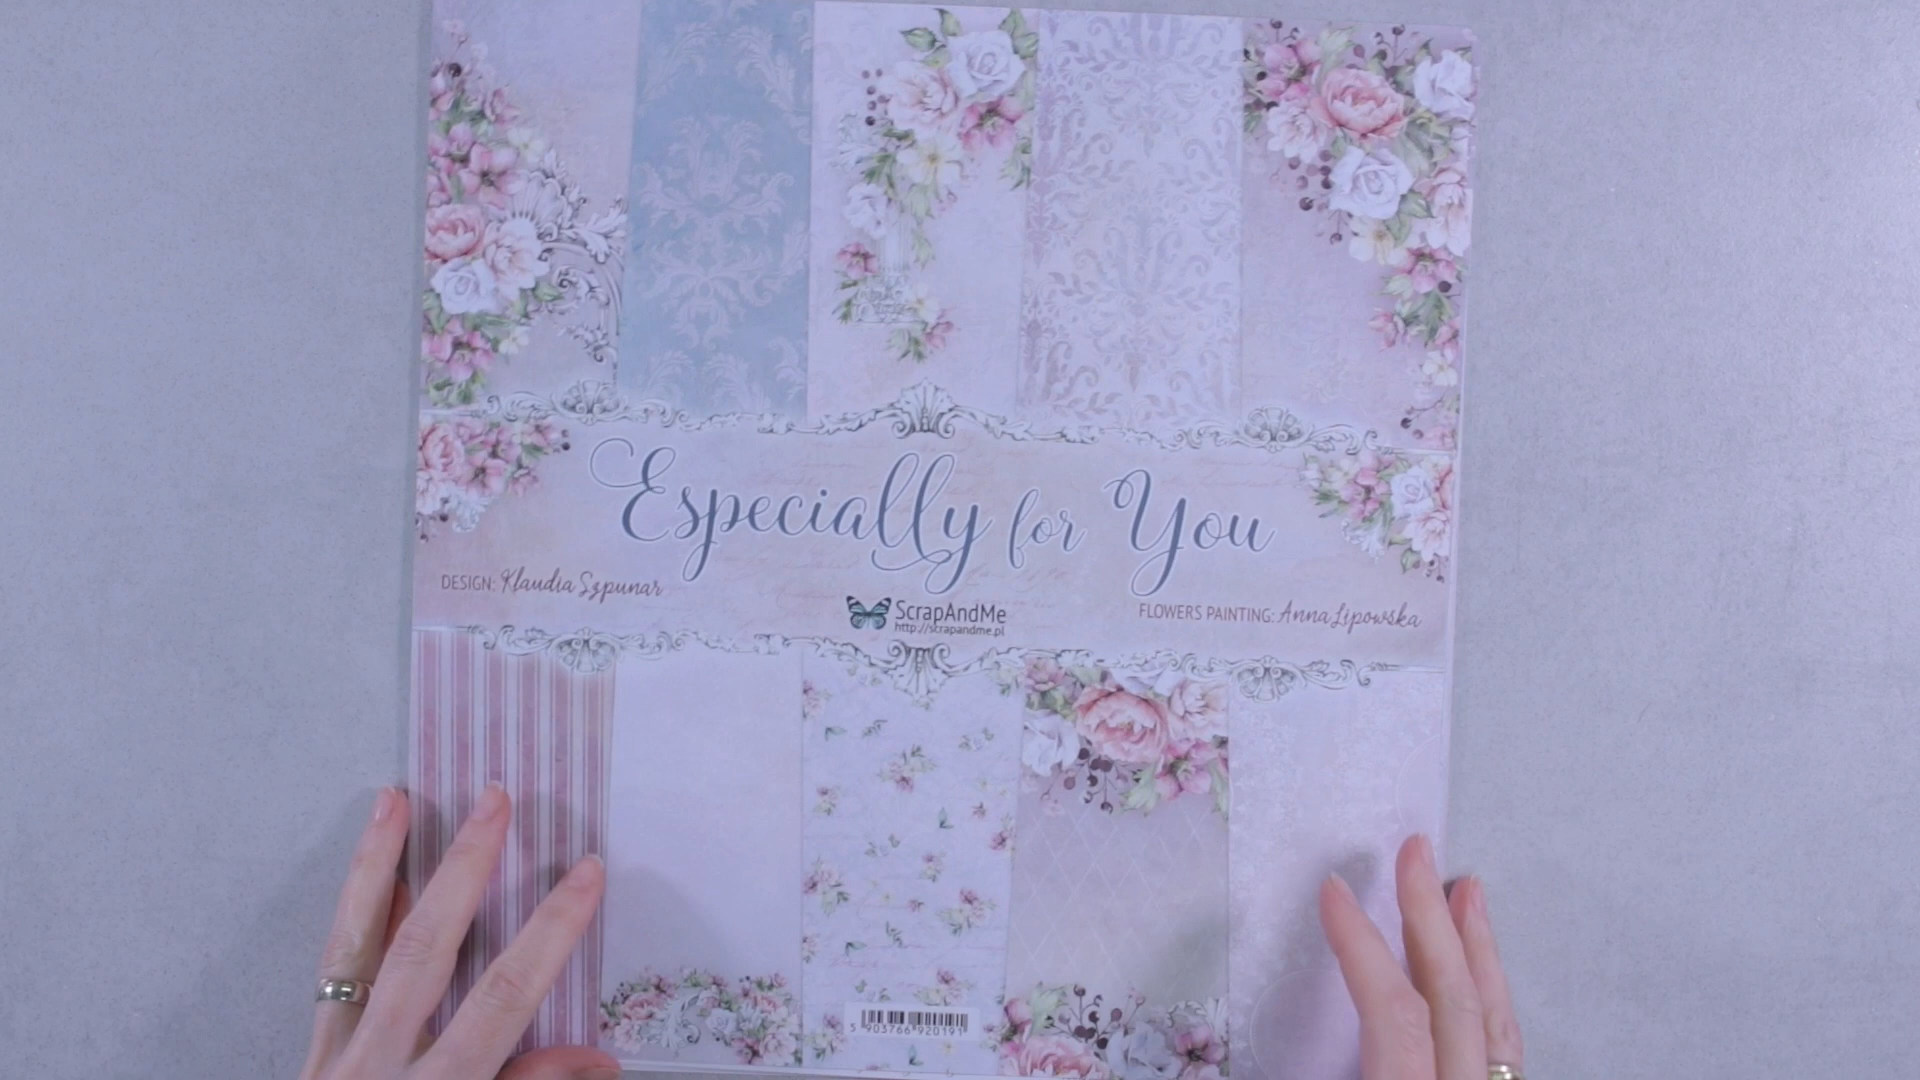 Especially for You
DESIGN: Klaudia Szpunar
ScrapAndMe
http://scrapandme.pl
FLOWERS PAINTING: Anna Lipowska
5 903766 920191